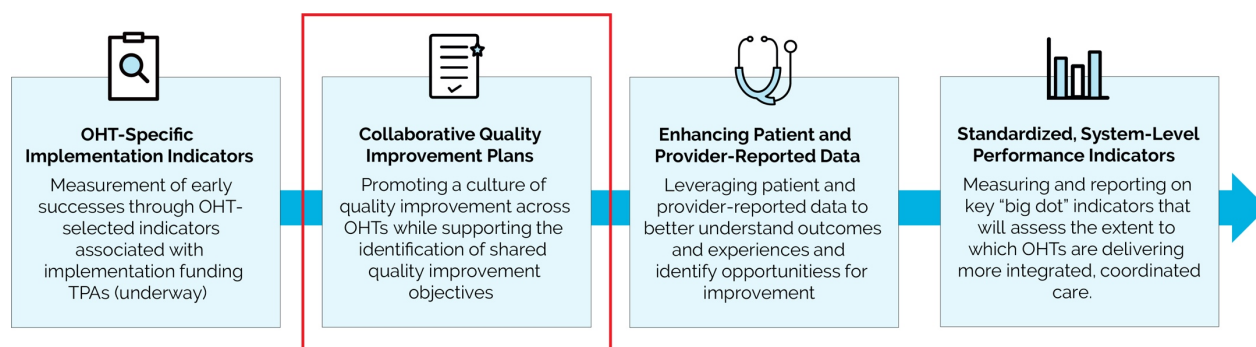 OHT-Specific
Implementation Indicators
Measurement of early
successes through OHT-
selected indicators
associated with
implementation funding
TPAs (underway)
Collaborative Quality
Improvement Plans
Promoting a culture of
quality improvement across
OHTs while supporting the
identification of shared
quality improvement
objectives
Enhancing Patient and
Provider-Reported Data
Leveraging patient and
provider-reported data to
better understand outcomes
and experiences and
identify opportunitiess for
improvement
Standardized, System-Level
Performance Indicators
Measuring and reporting on
key “big dot” indicators that
will assess the extent to
which OHTs are delivering
more integrated, coordinated
care.